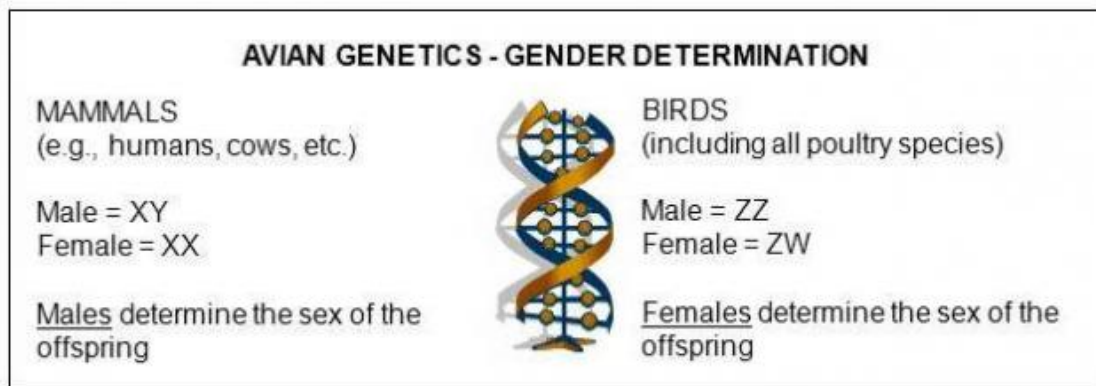 AVIAN GENETICS - GENDER DETERMINATION
MAMMALS
(e.g., humans, cows, etc.)
Male = XY
Female = XX
Males determine the sex of the
offspring
BIRDS
(including all poultry species)
Male = ZZ
Female = ZW
Females determine the sex of the
offspring